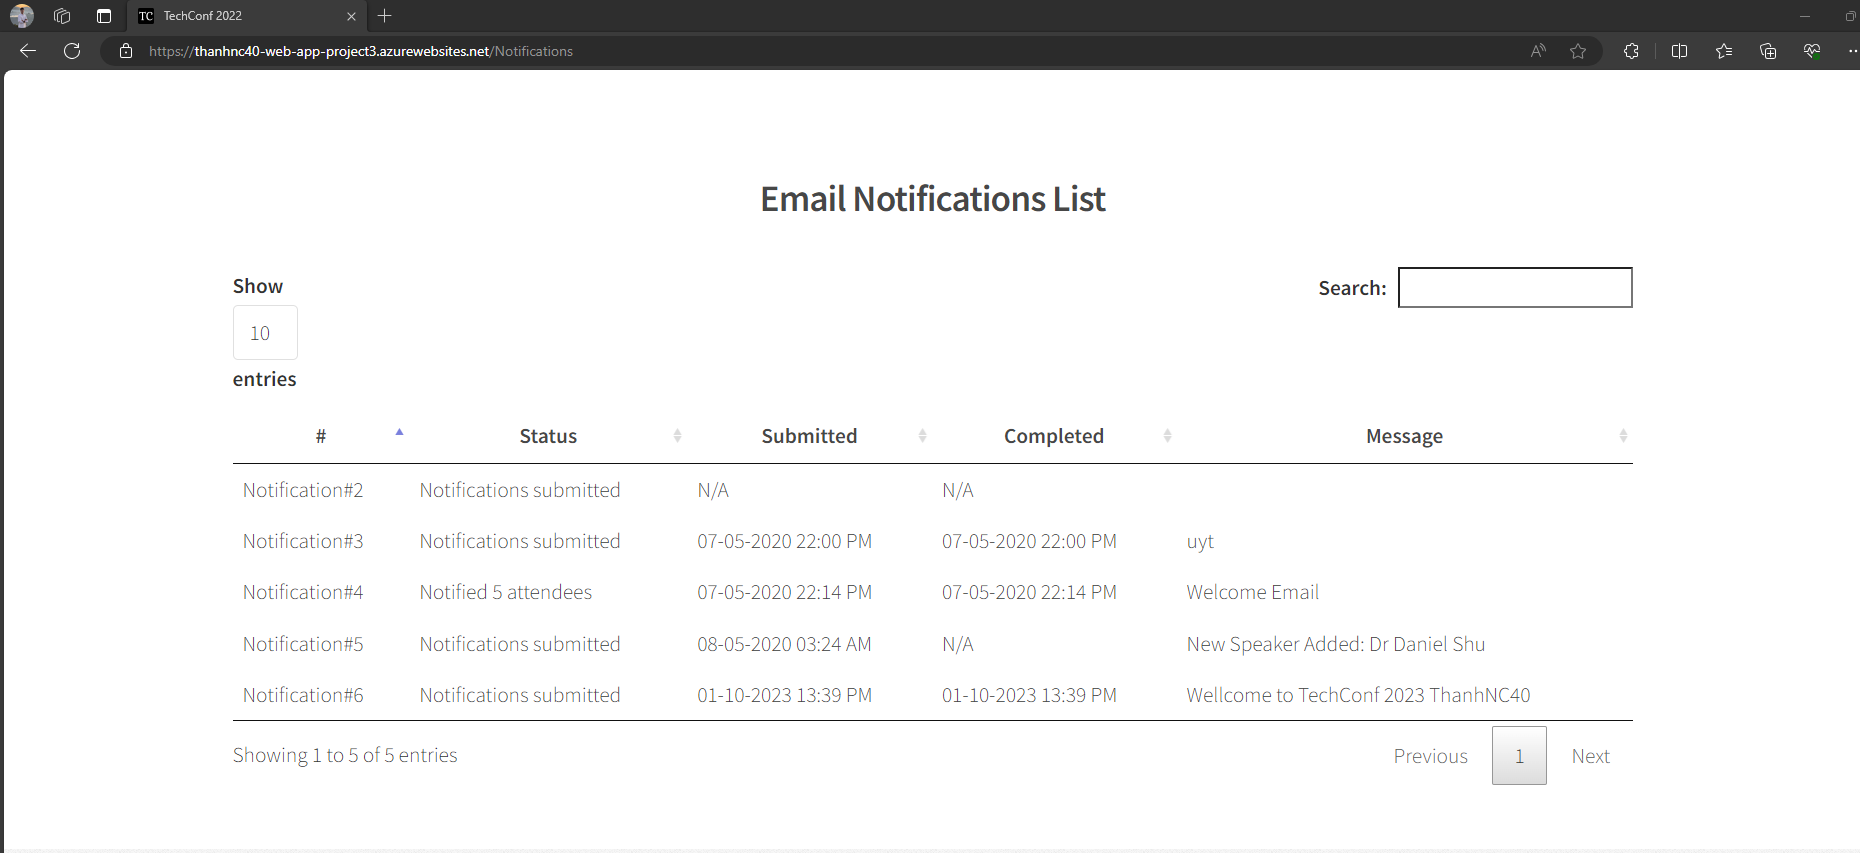 TC TechConf 2022
https://thanhnc40-web-app-project3.azurewebsites.net/Notifications
Email Notifications List
Show
10
entries
Search:
# Status Submitted Completed Message
Notification#2 Notifications submitted N/A N/A
Notification#3 Notifications submitted 07-05-2020 22:00 PM 07-05-2020 22:00 PM uyt
Notification#4 Notified 5 attendees 07-05-2020 22:14 PM 07-05-2020 22:14 PM Welcome Email
Notification#5 Notifications submitted 08-05-2020 03:24 AM N/A New Speaker Added: Dr Daniel Shu
Notification#6 Notifications submitted 01-10-2023 13:39 PM 01-10-2023 13:39 PM Wellcome to TechConf 2023 ThanhNC40
Showing 1 to 5 of 5 entries
Previous 1 Next